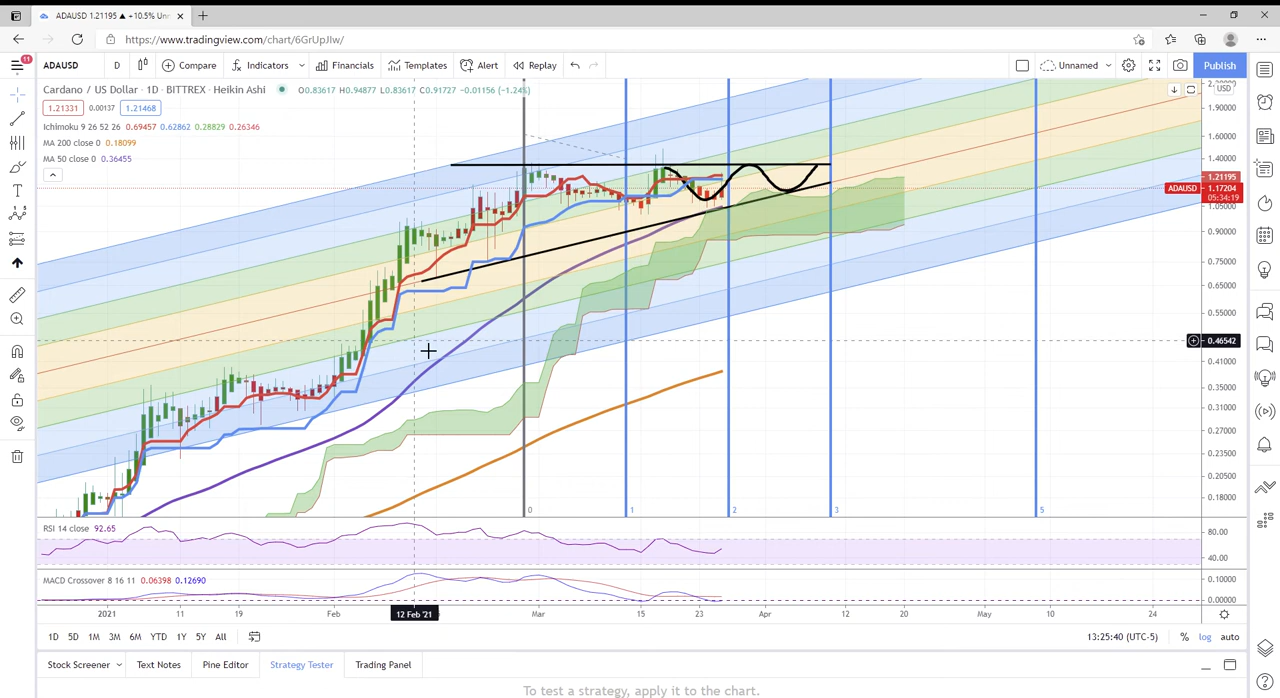 ADAUSD 1.21195 ▲ +10.5% Un
https://www.tradingview.com/chart/6GrUpJIw/
11
ADAUSD D Compare Indicators Financials Templates Alert Replay Unnamed Publish
Cardano / US Dollar · 1D · BITTREX · Heikin Ashi O0.83617 H0.94877 L0.83617 C0.91727 -0.01156 (-1.24%)
1.21331 0.00137 1.21468
Ichimoku 9 26 52 26 0.69457 0.62862 0.28829 0.26346
MA 200 close 0 0.18099
MA 50 close 0 0.36455
USD
1.90000
1.60000
1.40000
1.21195
ADAUSD 1.17204
05:34:19
1.05000
0.90000
0.75000
0.65000
0.55000
0.46542
0.41000
0.35000
0.31000
0.27000
0.23500
0.20500
0.18000
0 1 2 3 5
RSI 14 close 92.65
80.00
40.00
MACD Crossover 8 16 11 0.06398 0.12690
0.10000
0.00000
2021 11 19 Feb 12 Feb '21 Mar 15 23 Apr 12 20 May 10 24
1D 5D 1M 3M 6M YTD 1Y 5Y All 13:25:40 (UTC-5) % log auto
Stock Screener Text Notes Pine Editor Strategy Tester Trading Panel
To test a strategy, apply it to the chart.